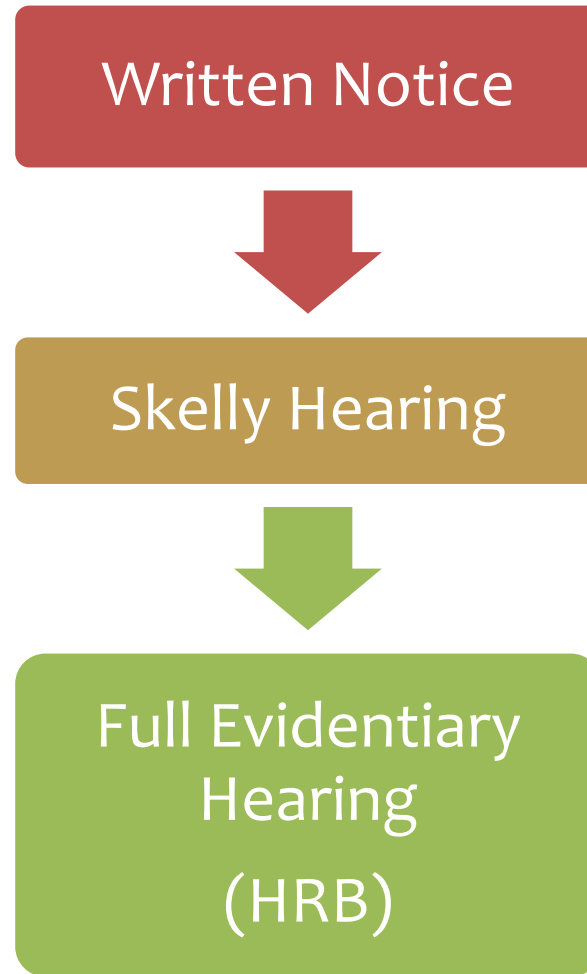 Written Notice
Skelly Hearing
Full Evidentiary
Hearing
(HRB)